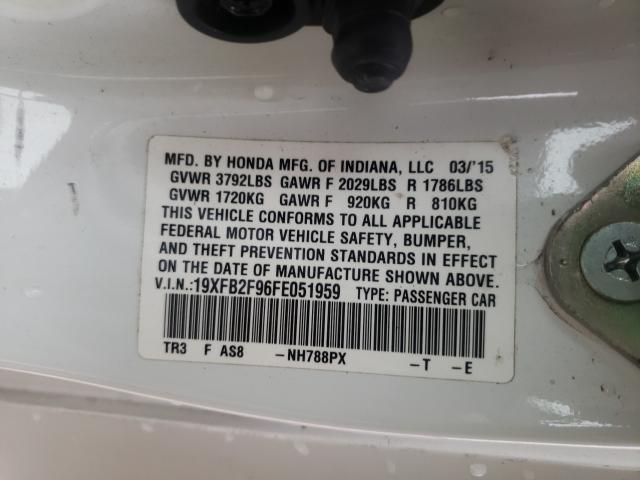 MFD. BY HONDA MFG. OF INDIANA, LLC 03/'15
GVWR 3792LBS GAWR F 2029LBS R 1786LBS
GVWR 1720KG GAWR F 920KG R 810KG
THIS VEHICLE CONFORMS TO ALL APPLICABLE
FEDERAL MOTOR VEHICLE SAFETY, BUMPER,
AND THEFT PREVENTION STANDARDS IN EFFECT
ON THE DATE OF MANUFACTURE SHOWN ABOVE.
V.I.N.:19XFB2F96FE051959 TYPE: PASSENGER CAR
TR3 F AS8 -NH788PX -T -E